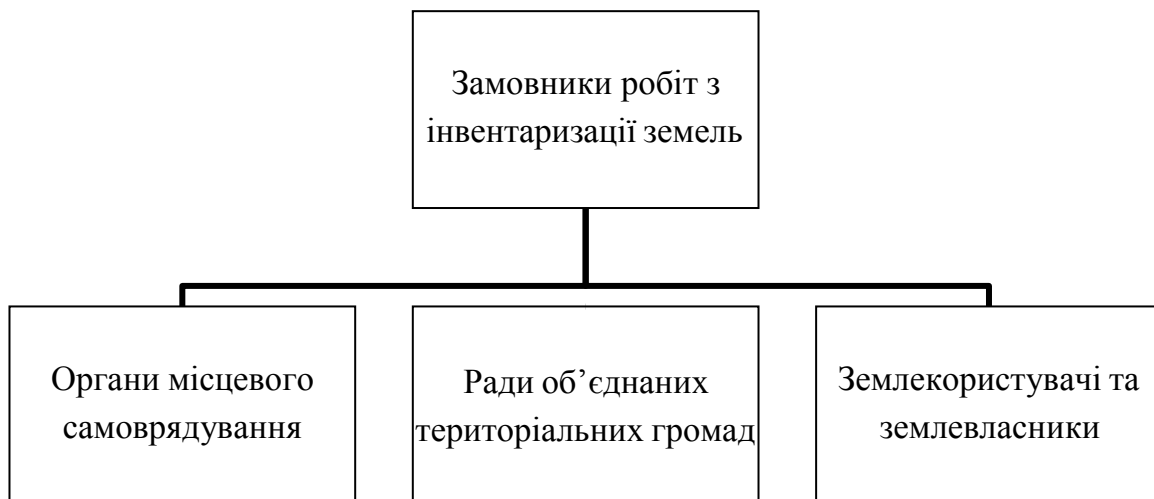 Замовники робіт з
інвентаризації земель
Органи місцевого
самоврядування
Ради об’єднаних
територіальних громад
Землекористувачі та
землевласники